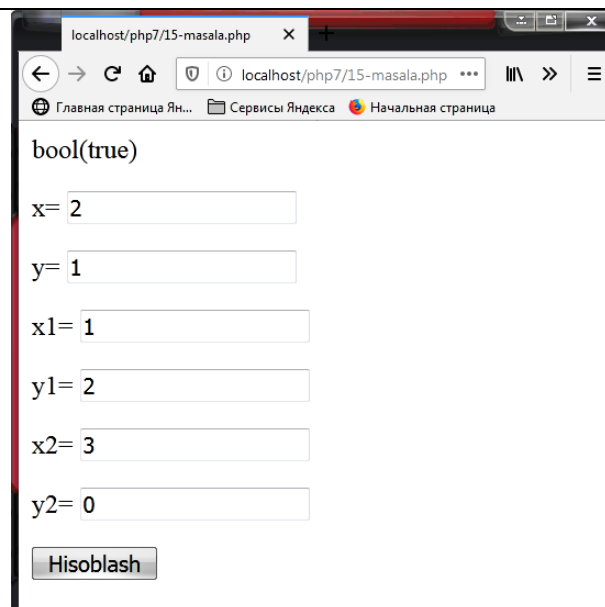 localhost/php7/15-masala.php
localhost/php7/15-masala.php
Главная страница Ян... Сервисы Яндекса Начальная страница
bool(true)
x= 2
y= 1
x1= 1
y1= 2
x2= 3
y2= 0
Hisoblash